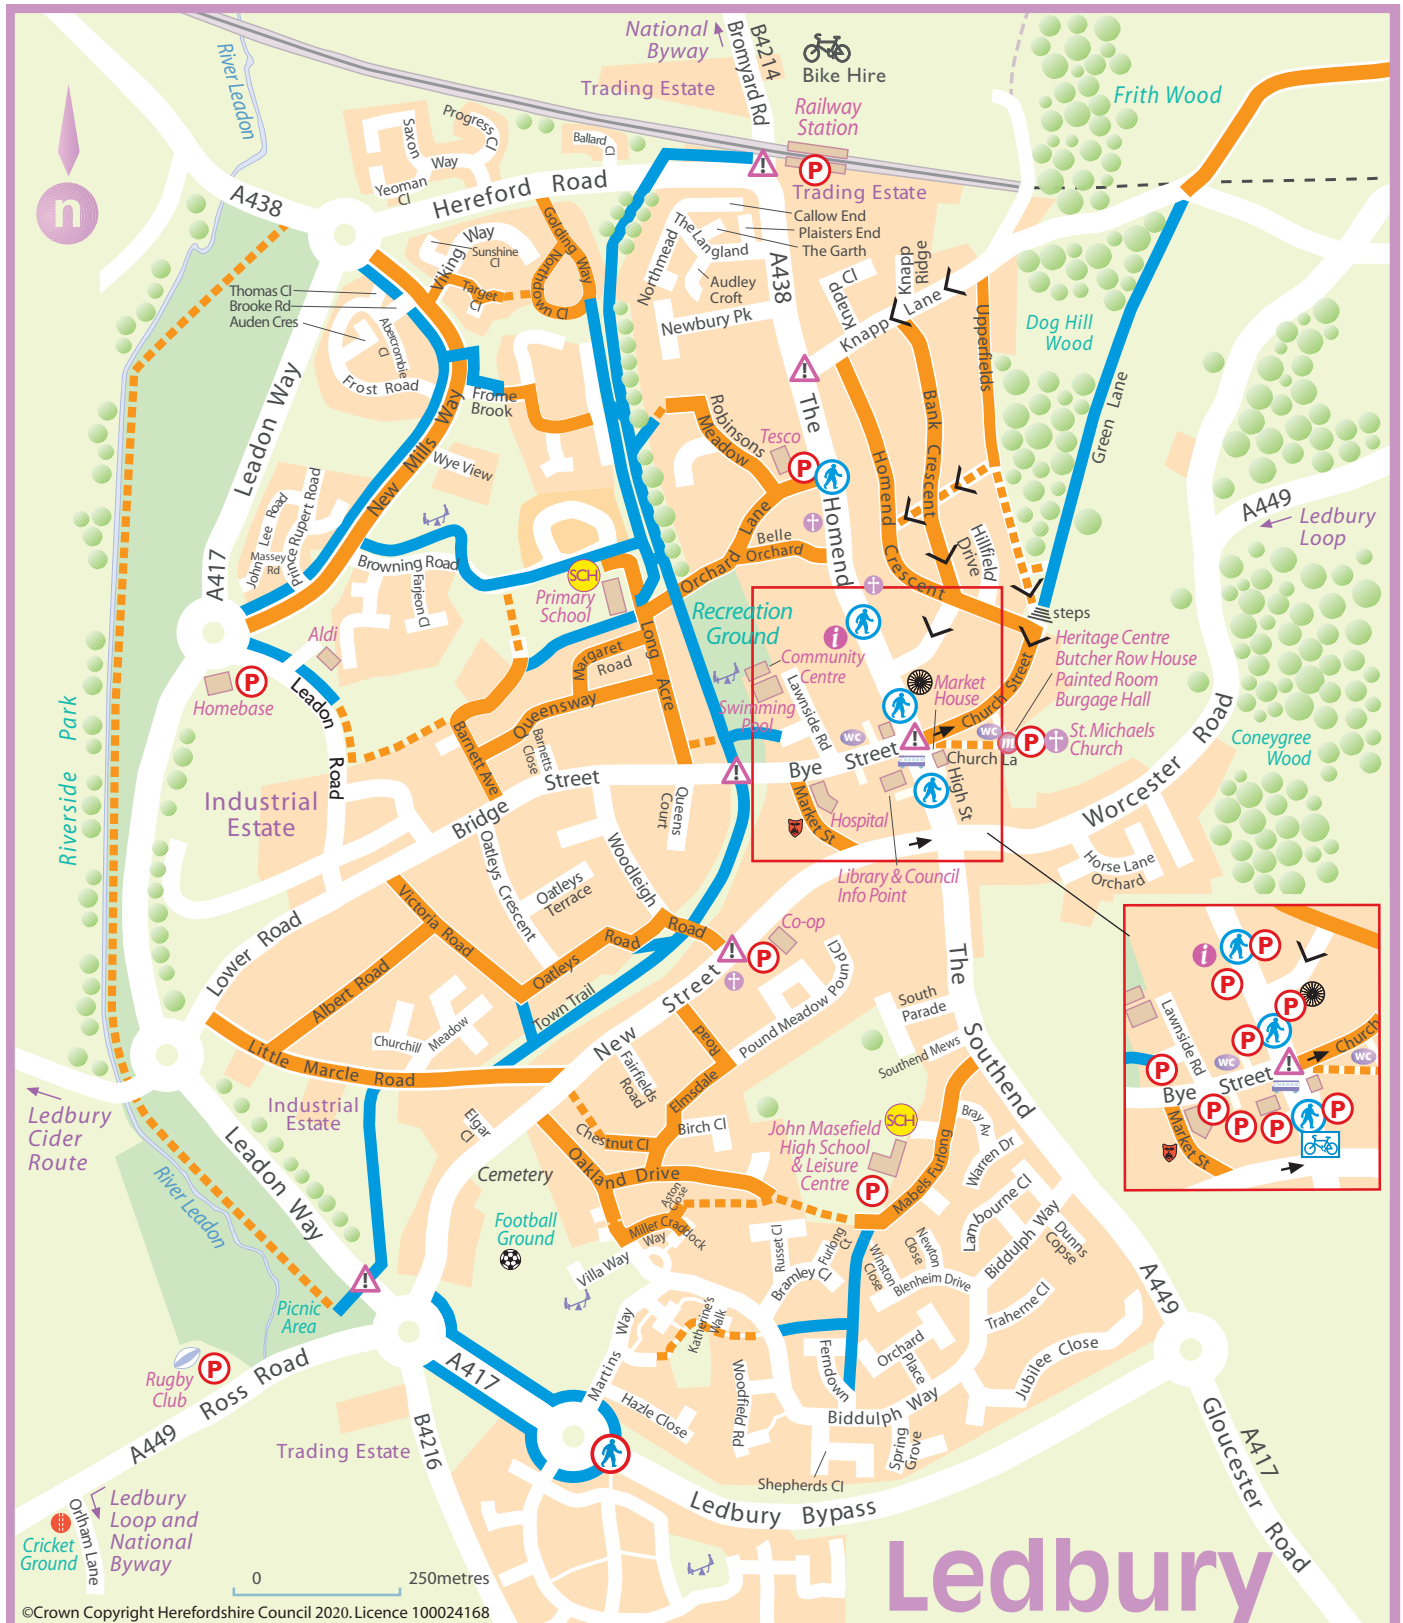 National
Byway
B4214
Bromyard Rd
Bike Hire
Trading Estate
Railway
Station
P
Trading Estate
Frith Wood
River Leadon
n
A438
Saxon
Way
Progress
Cl
Yeoman
Cl
Ballard
Cl
Hereford Road
Golding Way
Northdown Cl
Viking Way
Sunshine
Cl
Target
Cl
Thomas Cl
Brooke Rd
Auden Cres
Abercrombie
Cl
Frost Road
Callow End
Plaisters End
The Garth
The Langland
Northmead
Audley
Croft
Newbury Pk
A438
Knapp Cl
Knapp
Ridge
Knapp Lane
Upperfields
Dog Hill
Wood
Green Lane
Leadon Way
New Mills Way
Frome
Brook
Wye View
Robinsons
Meadow
Tesco
P
The Homend
Homend Crescent
Bank Crescent
Hillfield
Drive
A449
Ledbury
Loop
John Lee Road
Massey
Rd
Prince Rupert Road
A417
Browning Road
Farjeon Cl
SCH
Primary
School
Orchard Lane
Belle
Orchard
Recreation
Ground
steps
Heritage Centre
Butcher Row House
Painted Room
Burgage Hall
i
Community
Centre
Swimming
Pool
Lawnside Rd
Market
House
Church Street
wc
wc
m
P
St. Michaels
Church
Church La
High St
Bye Street
Market St
Hospital
Library & Council
Info Point
Aldi
P
Homebase
Leadon
Road
Margaret
Road
Long
Acre
Queensway
Barnett Ave
Barnetts
Close
Riverside Park
Industrial
Estate
Bridge Street
Queens
Court
Oatleys Crescent
Oatleys
Terrace
Woodleigh
Road
Victoria Road
Oatleys Road
Albert Road
Lower Road
Town Trail
Churchill
Meadow
Little Marcle Road
New Street
Co-op
P
Pound Cl
Pound Meadow
Worcester Road
Horse Lane
Orchard
Coneygree
Wood
The Southend
South
Parade
Southend Mews
i
P
P
P
P
Lawnside Rd
wc
P
Bye Street
Church
wc
P
P
P
P
Market St
Ledbury
Cider
Route
Industrial
Estate
Elgar
Cl
Cemetery
Fairfields
Road
Elmsdale
Road
Chestnut Cl
Birch Cl
Oakland Drive
Aston
Close
Miller Craddock
Way
Villa Way
Football
Ground
SCH
John Masefield
High School
& Leisure
Centre
P
Mabels Furlong
Bray Av
Warren Dr
Lambourne Cl
Biddulph Way
Dunns
Copse
Russet Cl
Furlong
Ct
Bramley Cl
Winston
Close
Newton
Close
Blenheim Drive
Traherne Cl
Jubilee Close
A449
River Leadon
Leadon Way
Picnic
Area
Rugby
Club
P
A449 Ross Road
A417
Martins Way
Katherine's
Walk
Woodfield Rd
Hazle Close
Ferndown
Orchard
Place
Biddulph Way
Spring
Grove
Shepherds Cl
Trading Estate
B4216
Ledbury Bypass
A417
Gloucester Road
Ledbury
Loop and
National
Byway
Orlham Lane
Cricket
Ground
0 250metres
©Crown Copyright Herefordshire Council 2020. Licence 100024168
Ledbury